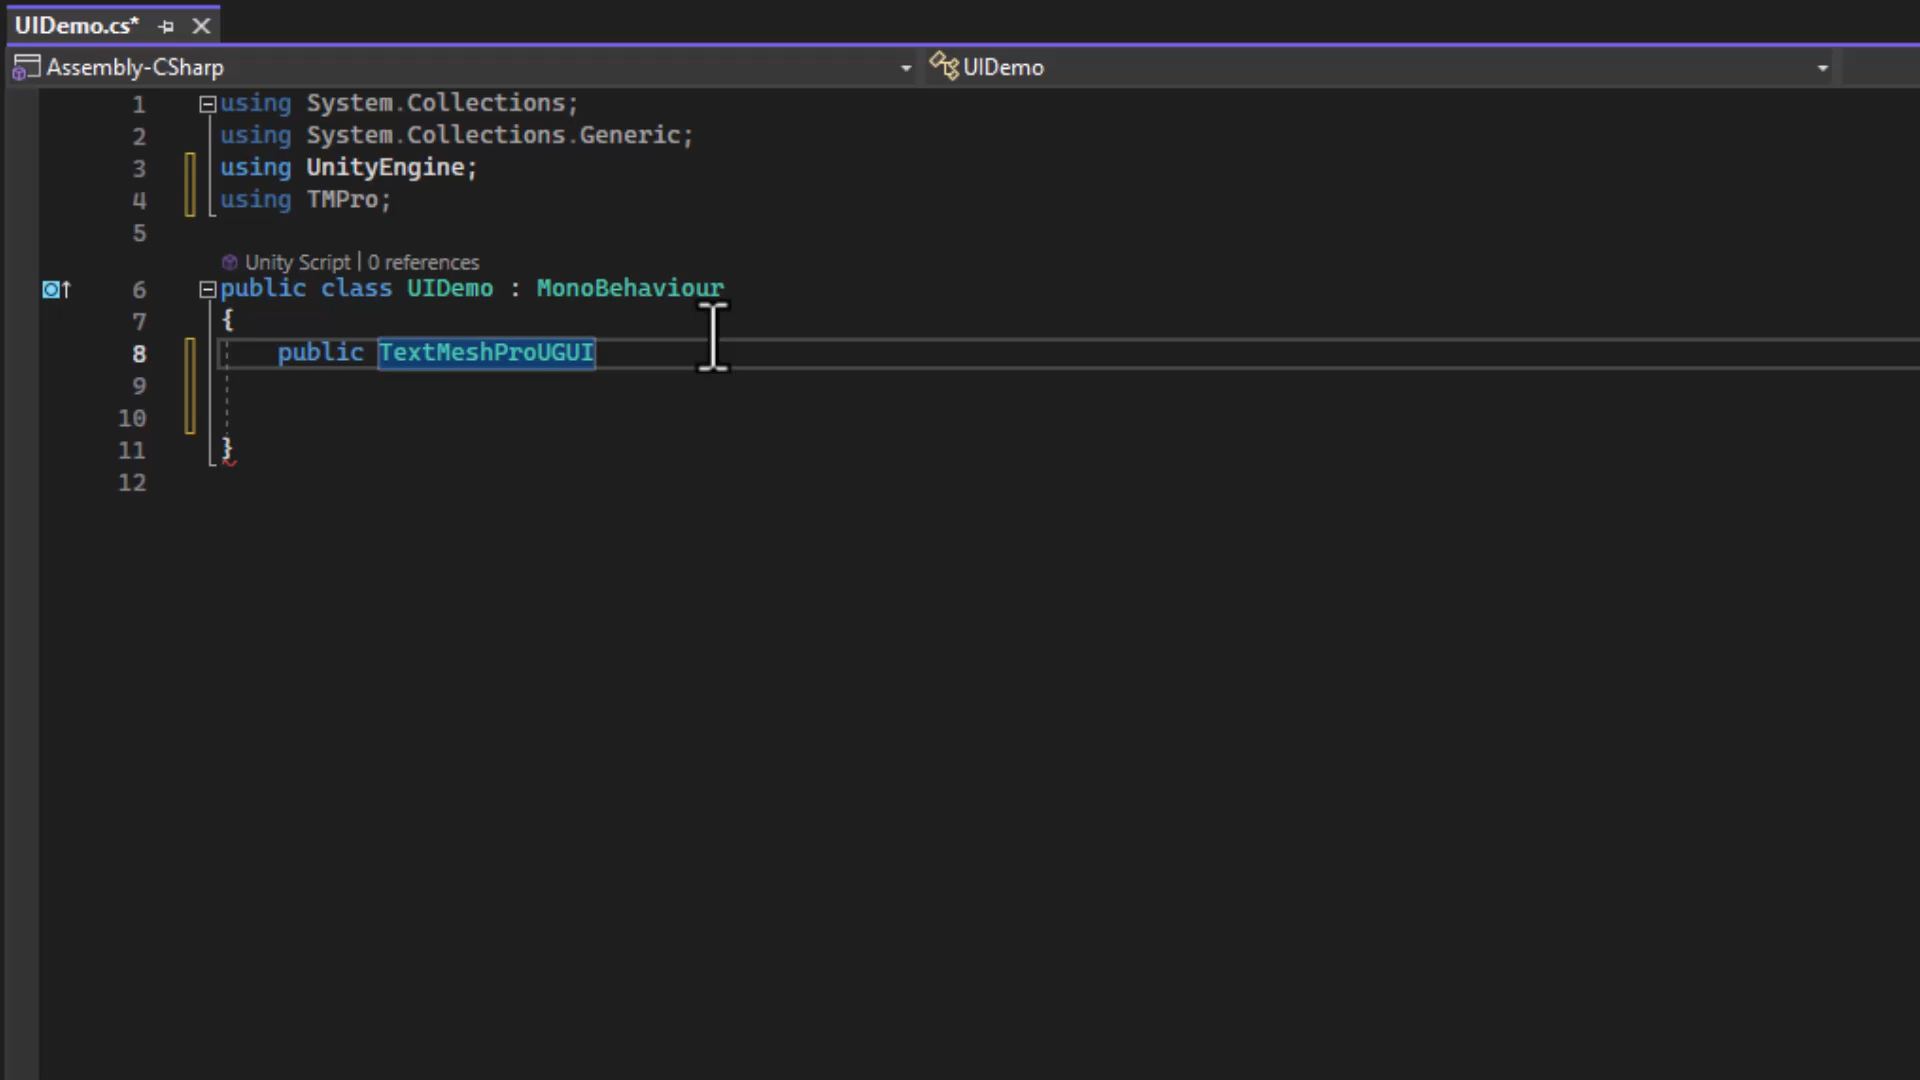 UIDemo.cs*
Assembly-CSharp UIDemo
1 using System.Collections;
2 using System.Collections.Generic;
3 using UnityEngine;
4 using TMPro;
5
Unity Script | 0 references
6 public class UIDemo : MonoBehaviour
7 {
8 public TextMeshProUGUI
9
10
11 }
12